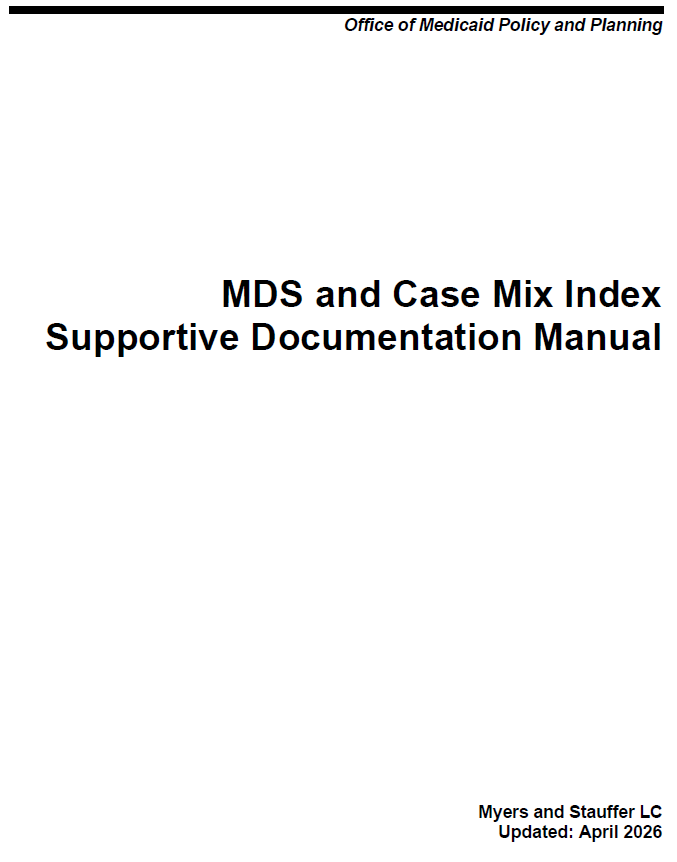 Office of Medicaid Policy and Planning
MDS and Case Mix Index
Supportive Documentation Manual
Myers and Stauffer LC
Updated: April 2026